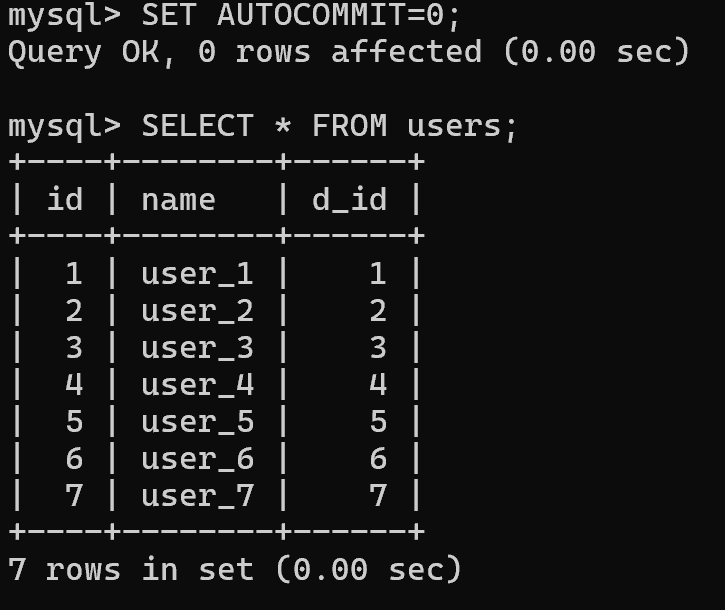 mysql> SET AUTOCOMMIT=0;
Query OK, 0 rows affected (0.00 sec)
mysql> SELECT * FROM users;
+----+--------+------+
| id | name   | d_id |
+----+--------+------+
|  1 | user_1 |    1 |
|  2 | user_2 |    2 |
|  3 | user_3 |    3 |
|  4 | user_4 |    4 |
|  5 | user_5 |    5 |
|  6 | user_6 |    6 |
|  7 | user_7 |    7 |
+----+--------+------+
7 rows in set (0.00 sec)